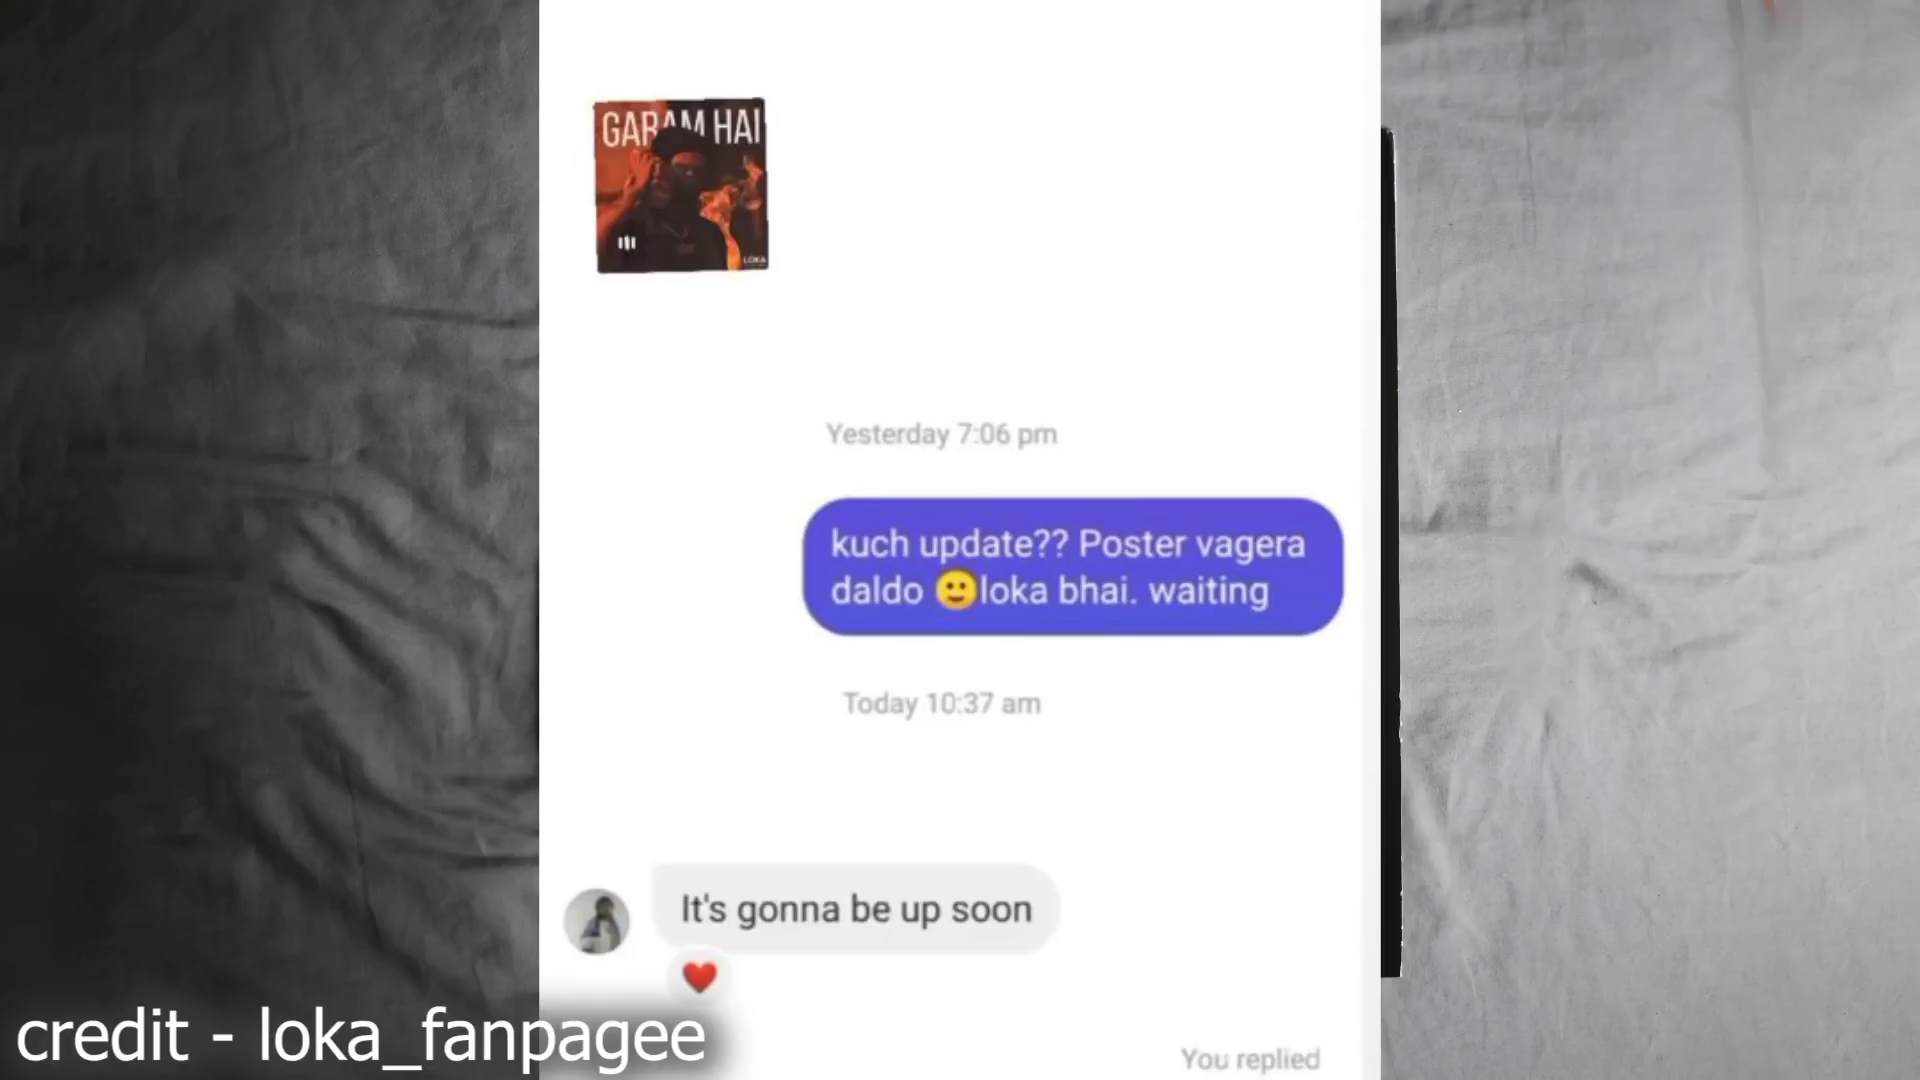 GARAM HAI
LOKA
Yesterday 7:06 pm
kuch update?? Poster vagera
daldo 🙂loka bhai. waiting
Today 10:37 am
It's gonna be up soon
❤️
credit - loka_fanpagee
You replied